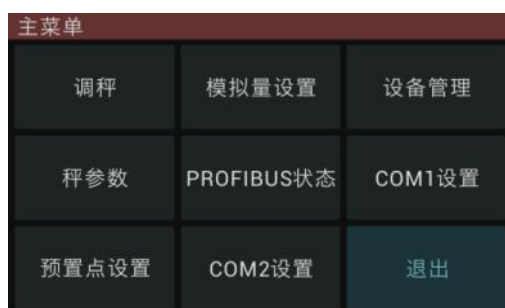 主菜单
调秤
模拟量设置
设备管理
秤参数
PROFIBUS状态
COM1设置
预置点设置
COM2设置
退出